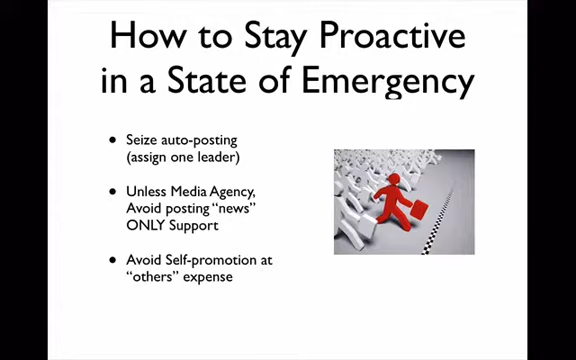 How to Stay Proactive
in a State of Emergency
• Seize auto-posting
(assign one leader)
• Unless Media Agency,
Avoid posting “news”
ONLY Support
• Avoid Self-promotion at
“others” expense